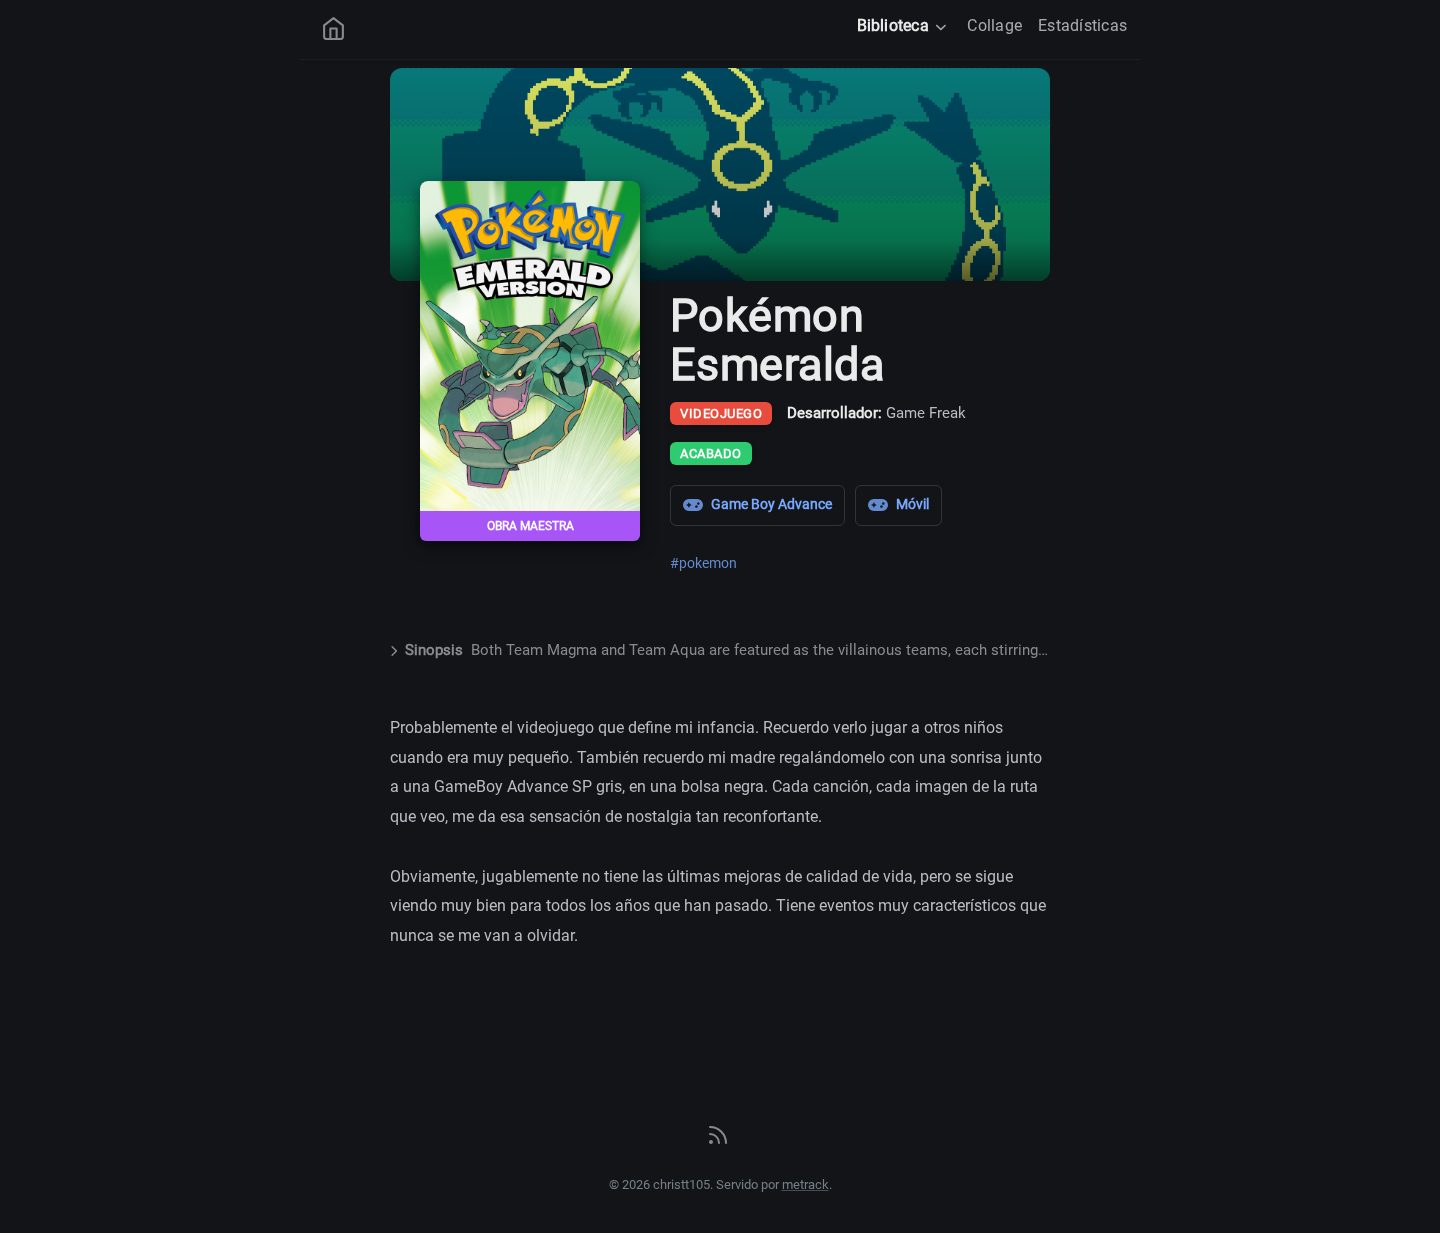 Biblioteca
Collage
Estadísticas
POKÉMON
EMERALD
VERSION
OBRA MAESTRA
Pokémon
Esmeralda
VIDEOJUEGO
Desarrollador: Game Freak
ACABADO
Game Boy Advance
Móvil
#pokemon
Sinopsis Both Team Magma and Team Aqua are featured as the villainous teams, each stirring…
Probablemente el videojuego que define mi infancia. Recuerdo verlo jugar a otros niños
cuando era muy pequeño. También recuerdo mi madre regalándomelo con una sonrisa junto
a una GameBoy Advance SP gris, en una bolsa negra. Cada canción, cada imagen de la ruta
que veo, me da esa sensación de nostalgia tan reconfortante.
Obviamente, jugablemente no tiene las últimas mejoras de calidad de vida, pero se sigue
viendo muy bien para todos los años que han pasado. Tiene eventos muy característicos que
nunca se me van a olvidar.
© 2026 christt105. Servido por metrack.